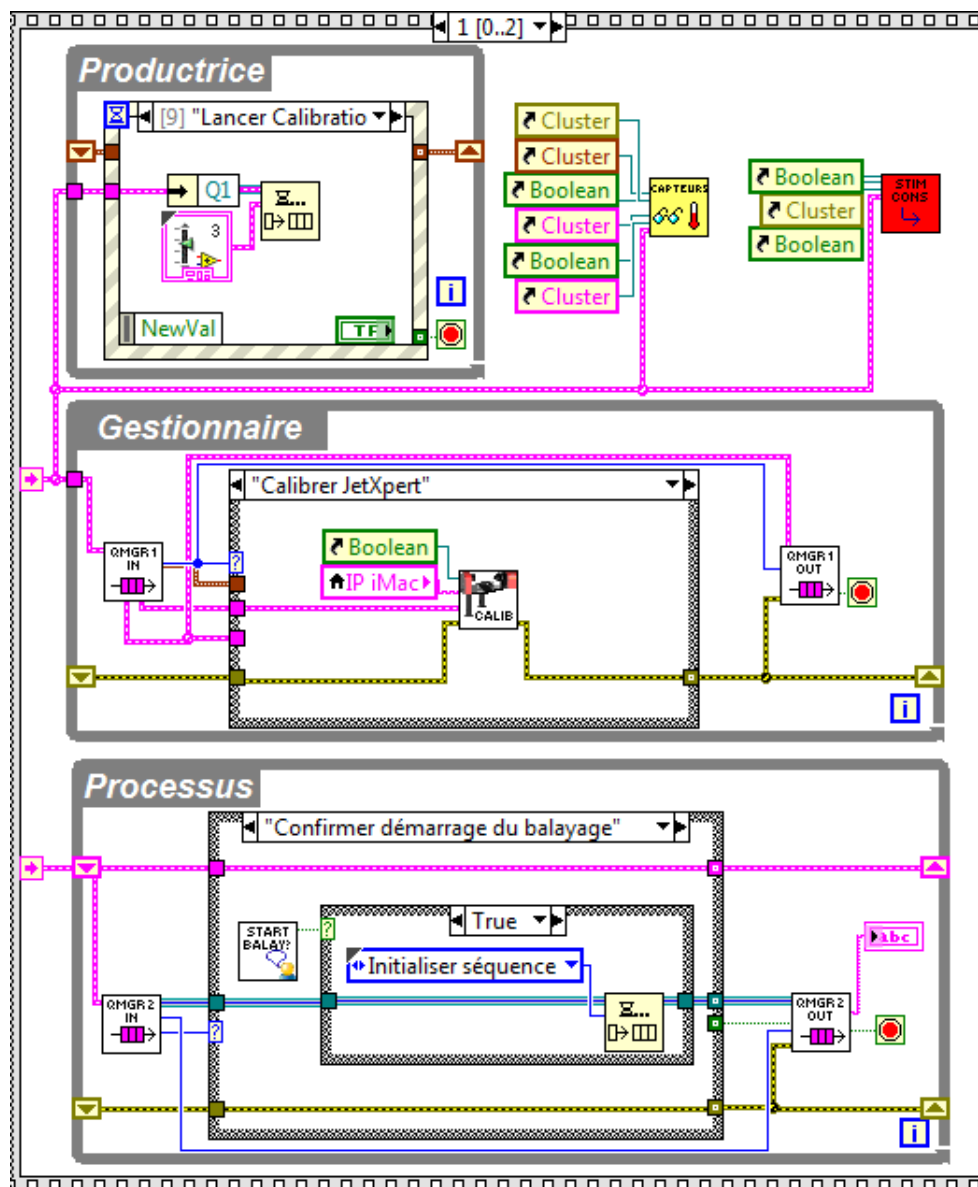 1 [0..2]
Productrice
[9] "Lancer Calibratio
Q1
3
NewVal
TF
i
Cluster
Cluster
Boolean
Cluster
Boolean
Cluster
CAPTEURS
Boolean
Cluster
Boolean
STIM
CONS
Gestionnaire
"Calibrer JetXpert"
QMGR1
IN
?
Boolean
IP iMac
CALIB
QMGR1
OUT
i
Processus
"Confirmer démarrage du balayage"
START
BALAY?
?
True
Initialiser séquence
abc
QMGR2
IN
?
QMGR2
OUT
i